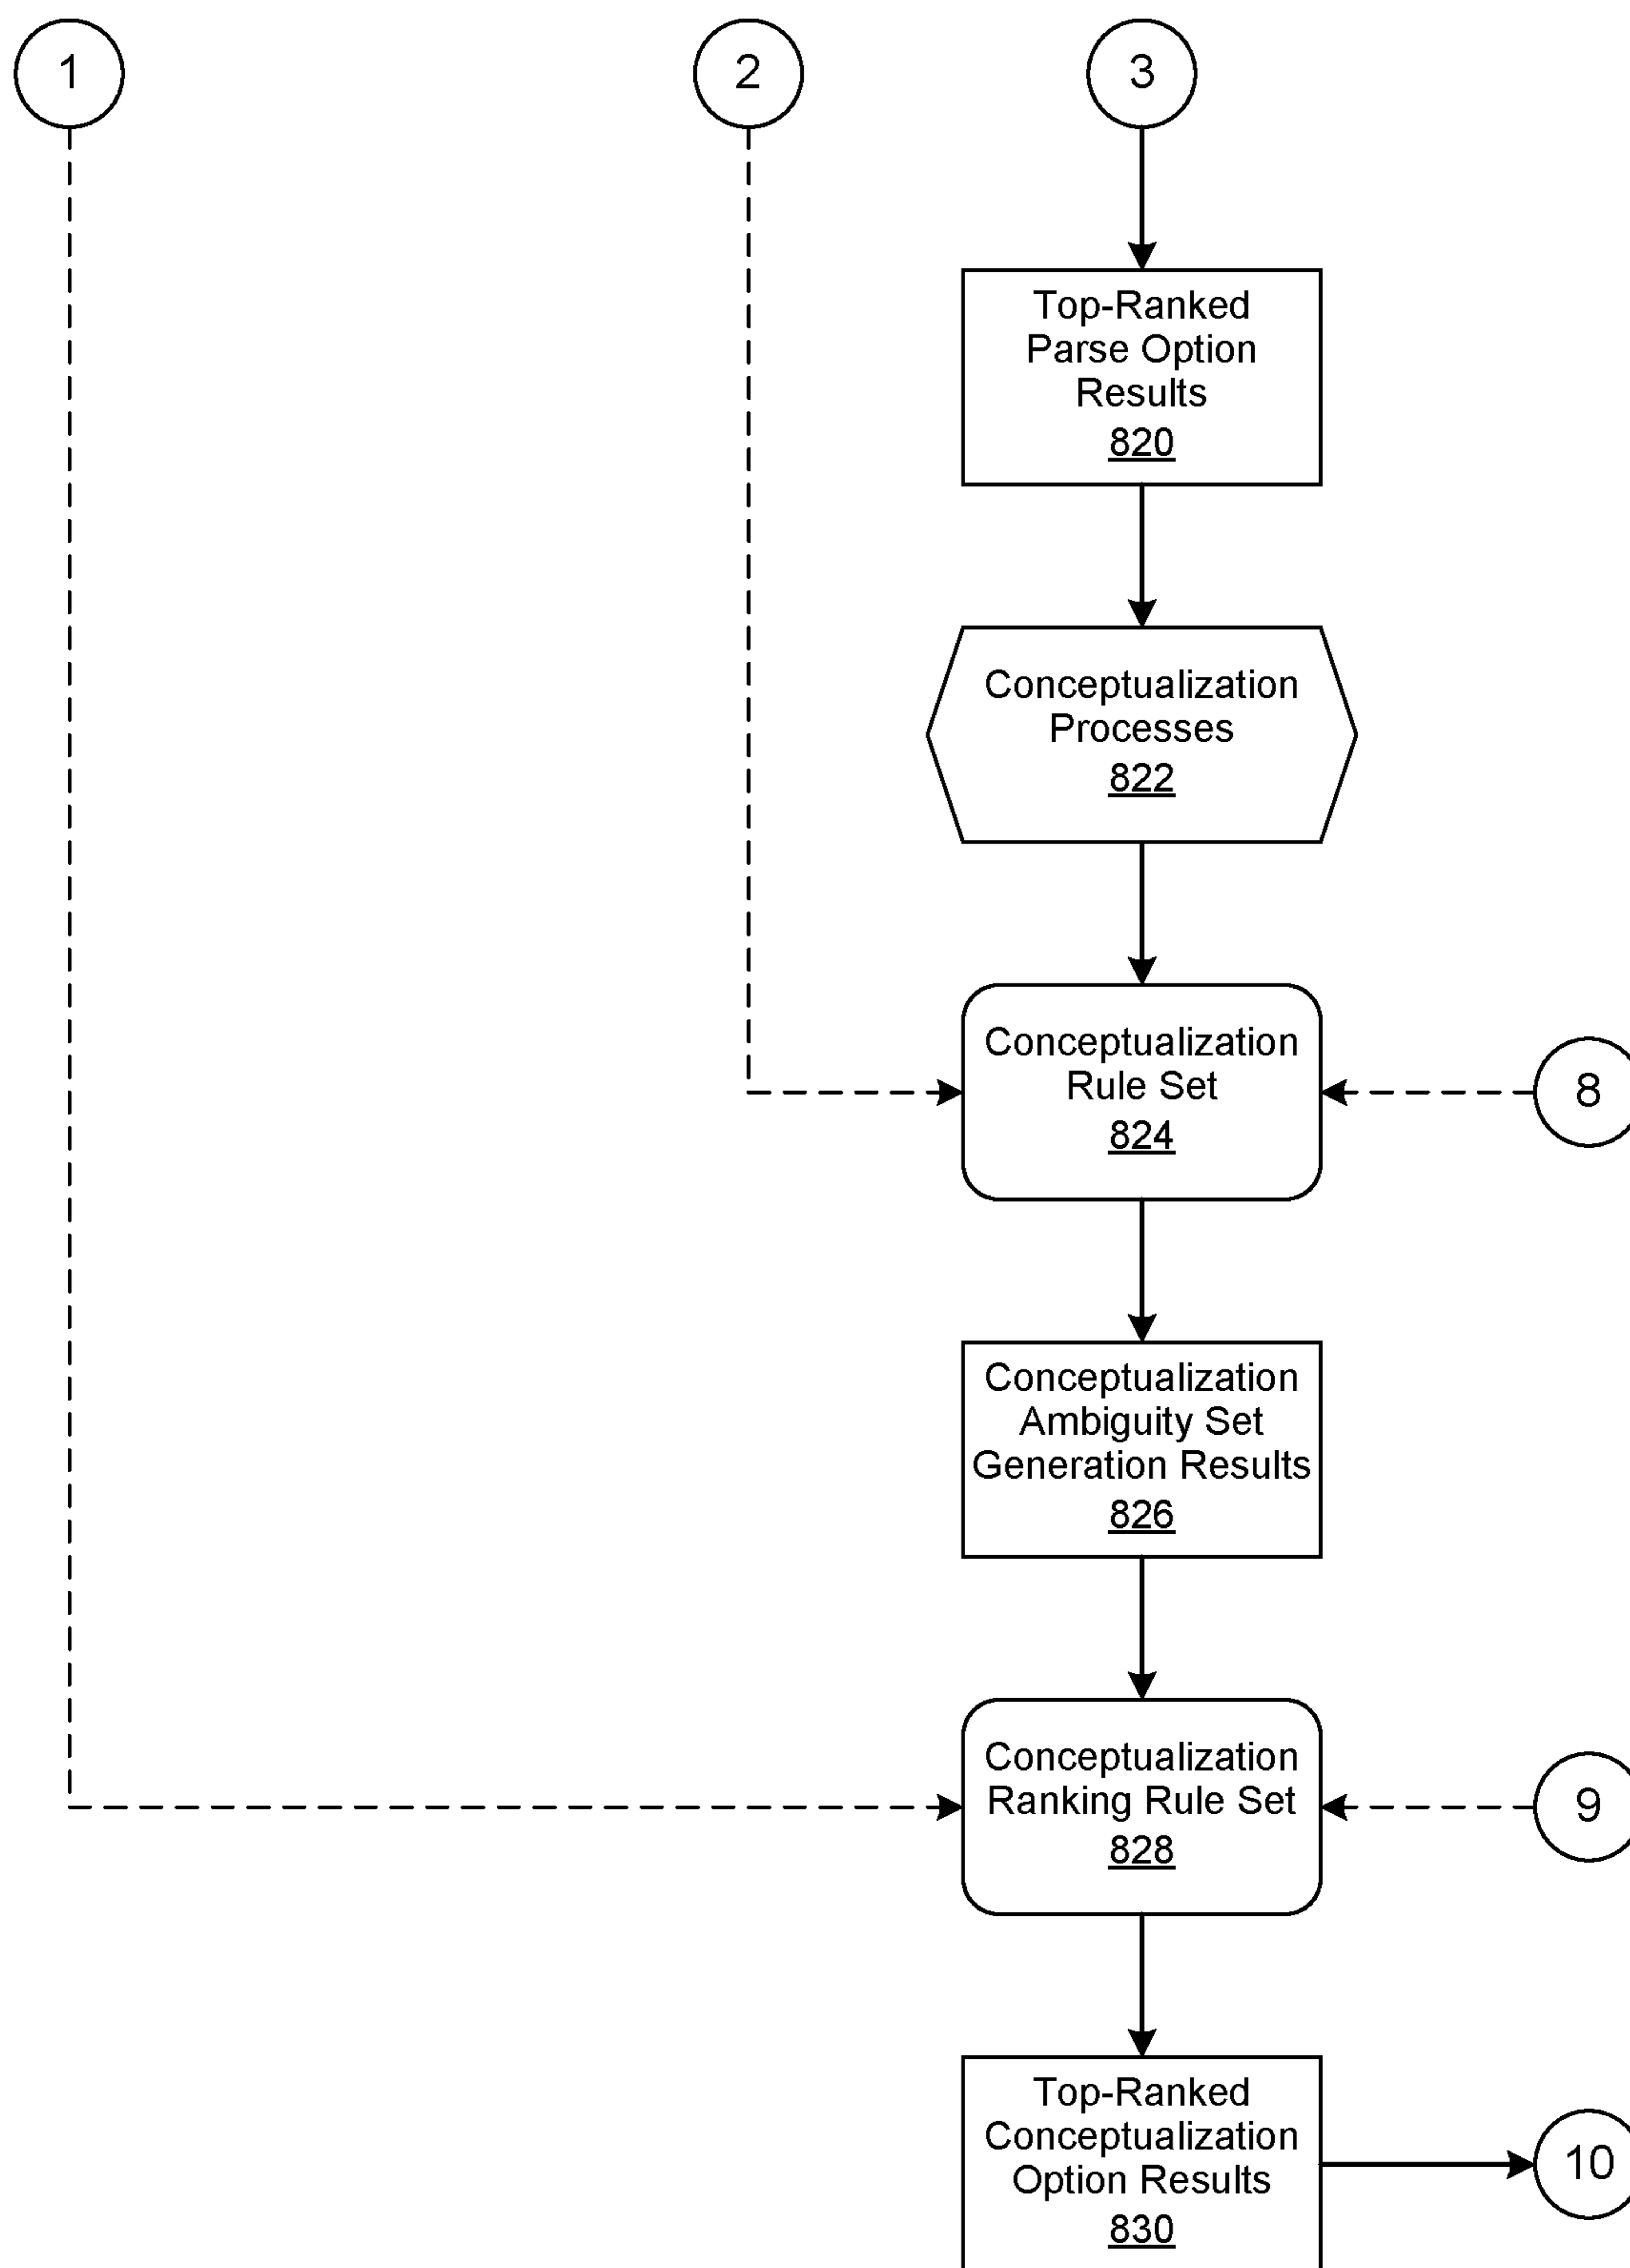 1
2
3
Top-Ranked
Parse Option
Results
820
Conceptualization
Processes
822
Conceptualization
Rule Set
824
8
Conceptualization
Ambiguity Set
Generation Results
826
Conceptualization
Ranking Rule Set
828
9
Top-Ranked
Conceptualization
Option Results
830
10